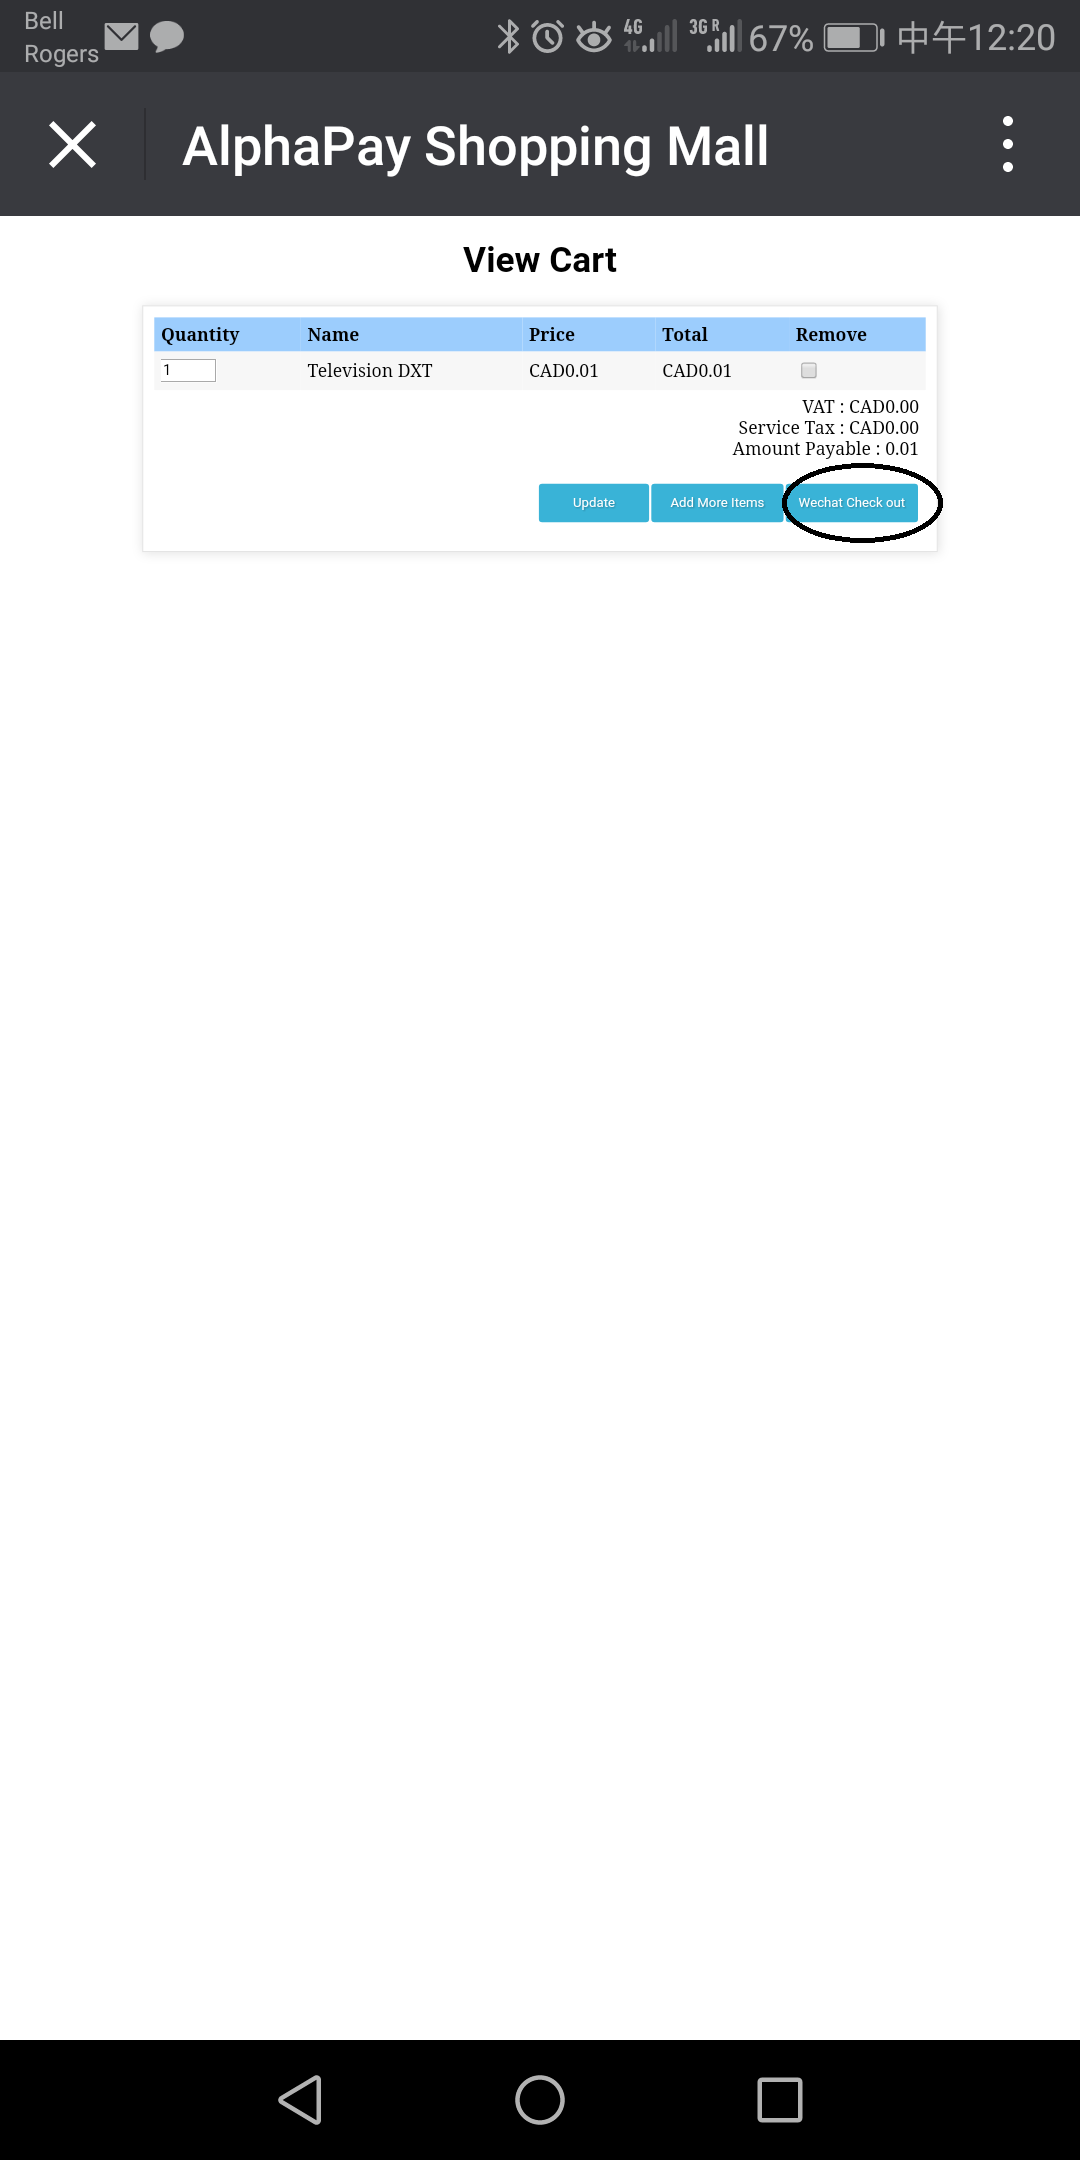 Bell
Rogers 4G 3G R 67% 中午12:20
AlphaPay Shopping Mall
View Cart
Quantity Name Price Total Remove
1 Television DXT CAD0.01 CAD0.01
VAT : CAD0.00
Service Tax : CAD0.00
Amount Payable : 0.01
Update Add More Items Wechat Check out